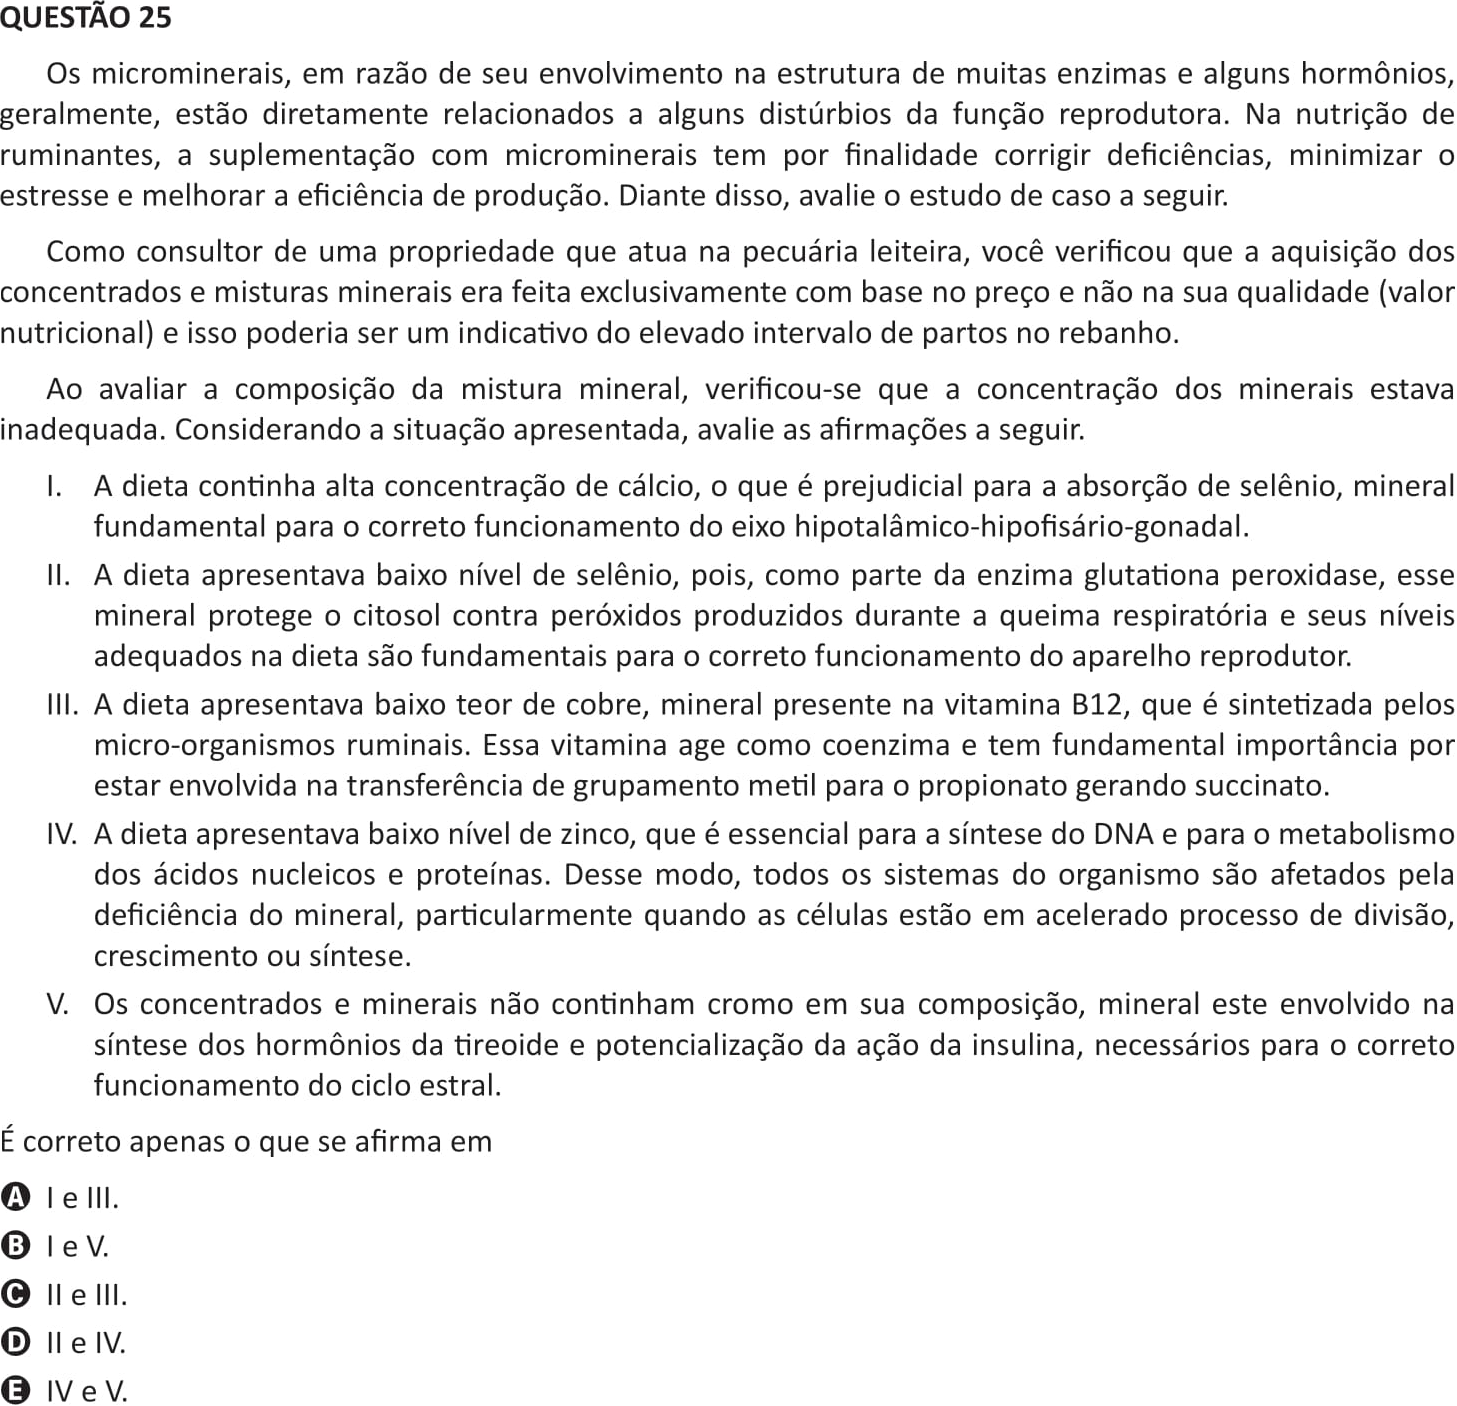 QUESTÃO 25
Os microminerais, em razão de seu envolvimento na estrutura de muitas enzimas e alguns hormônios,
geralmente, estão diretamente relacionados a alguns distúrbios da função reprodutora. Na nutrição de
ruminantes, a suplementação com microminerais tem por finalidade corrigir deficiências, minimizar o
estresse e melhorar a eficiência de produção. Diante disso, avalie o estudo de caso a seguir.
Como consultor de uma propriedade que atua na pecuária leiteira, você verificou que a aquisição dos
concentrados e misturas minerais era feita exclusivamente com base no preço e não na sua qualidade (valor
nutricional) e isso poderia ser um indicativo do elevado intervalo de partos no rebanho.
Ao avaliar a composição da mistura mineral, verificou-se que a concentração dos minerais estava
inadequada. Considerando a situação apresentada, avalie as afirmações a seguir.
I. A dieta continha alta concentração de cálcio, o que é prejudicial para a absorção de selênio, mineral
fundamental para o correto funcionamento do eixo hipotalâmico-hipofisário-gonadal.
II. A dieta apresentava baixo nível de selênio, pois, como parte da enzima glutationa peroxidase, esse
mineral protege o citosol contra peróxidos produzidos durante a queima respiratória e seus níveis
adequados na dieta são fundamentais para o correto funcionamento do aparelho reprodutor.
III. A dieta apresentava baixo teor de cobre, mineral presente na vitamina B12, que é sintetizada pelos
micro-organismos ruminais. Essa vitamina age como coenzima e tem fundamental importância por
estar envolvida na transferência de grupamento metil para o propionato gerando succinato.
IV. A dieta apresentava baixo nível de zinco, que é essencial para a síntese do DNA e para o metabolismo
dos ácidos nucleicos e proteínas. Desse modo, todos os sistemas do organismo são afetados pela
deficiência do mineral, particularmente quando as células estão em acelerado processo de divisão,
crescimento ou síntese.
V. Os concentrados e minerais não continham cromo em sua composição, mineral este envolvido na
síntese dos hormônios da tireoide e potencialização da ação da insulina, necessários para o correto
funcionamento do ciclo estral.
É correto apenas o que se afirma em
A I e III.
B I e V.
C II e III.
D II e IV.
E IV e V.